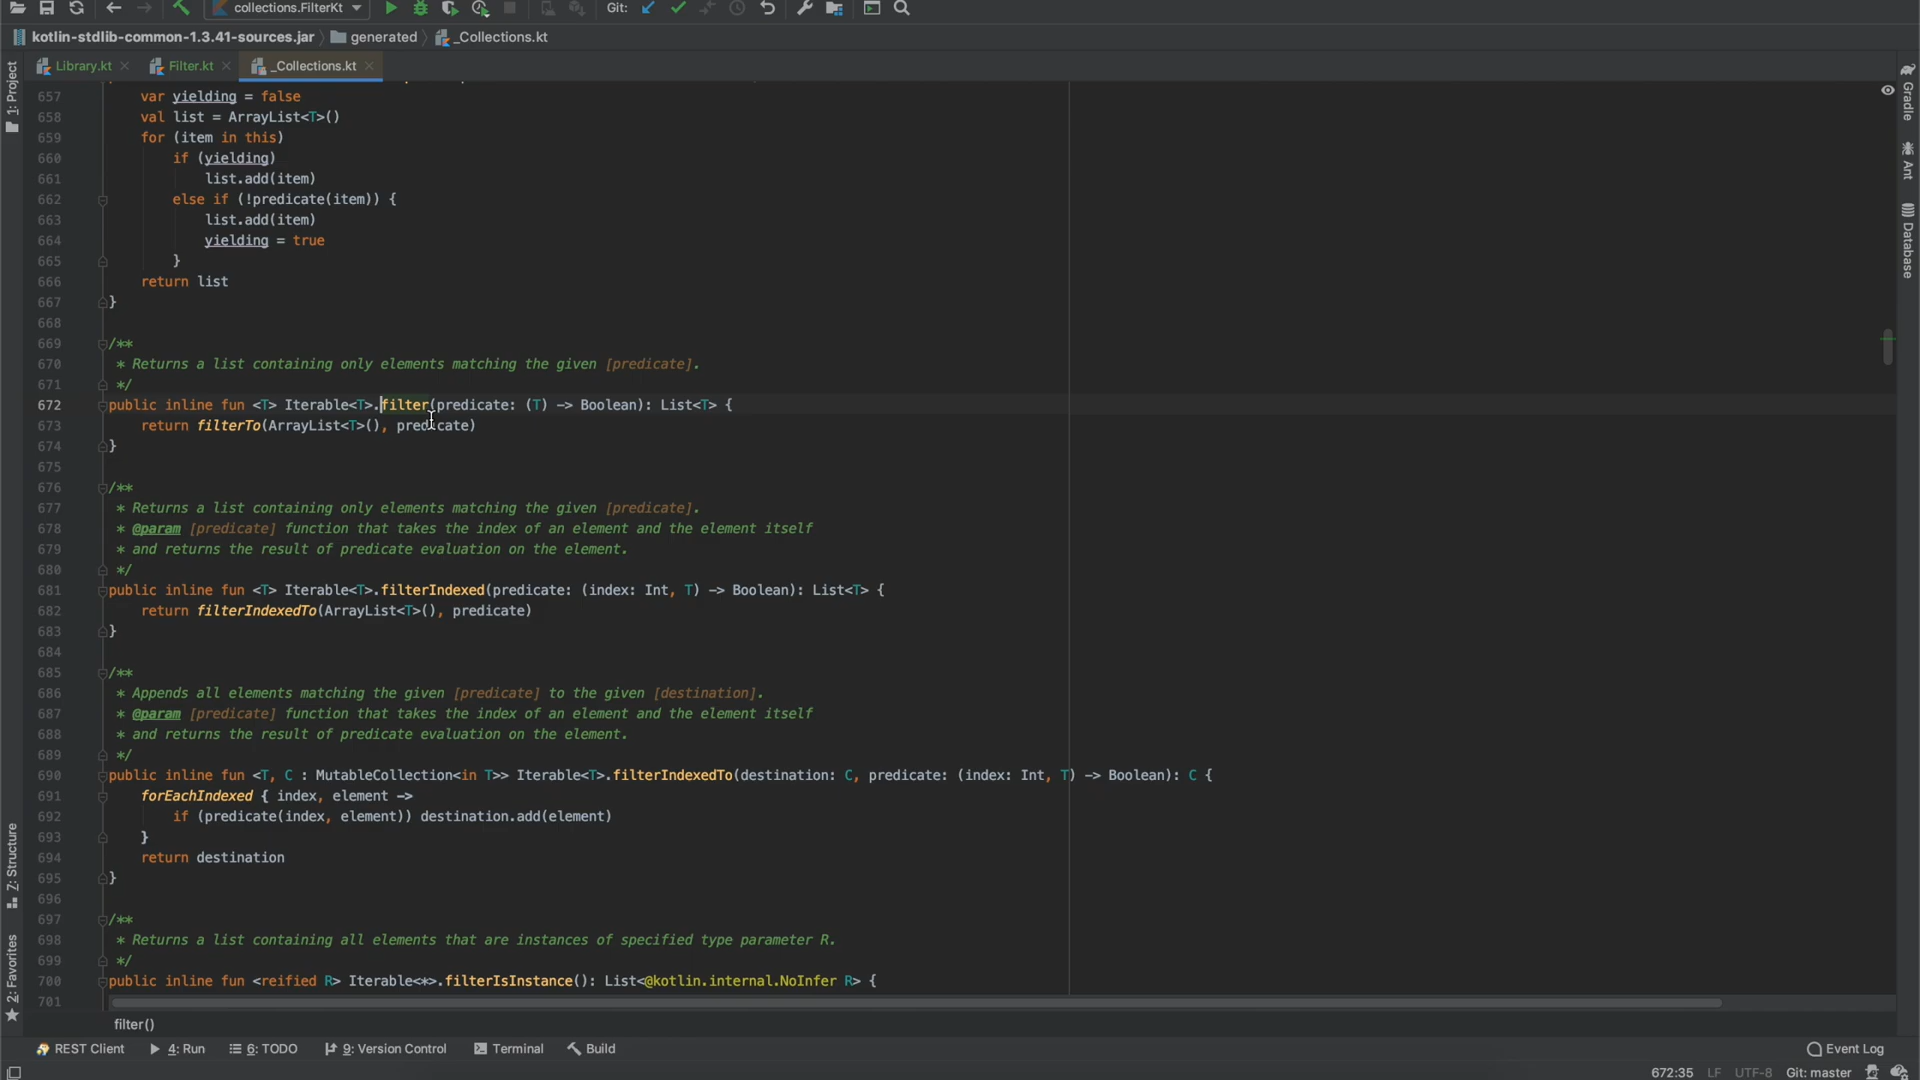 collections.FilterKt
Git:
kotlin-stdlib-common-1.3.41-sources.jar
generated
_Collections.kt
Library.kt
Filter.kt
_Collections.kt
1: Project
Gradle
Ant
Database
657 var yielding = false
658 val list = ArrayList<T>()
659 for (item in this)
660 if (yielding)
661 list.add(item)
662 else if (!predicate(item)) {
663 list.add(item)
664 yielding = true
665 }
666 return list
667 }
668
669 /**
670 * Returns a list containing only elements matching the given [predicate].
671 */
672 public inline fun <T> Iterable<T>.filter(predicate: (T) -> Boolean): List<T> {
673 return filterTo(ArrayList<T>(), predicate)
674 }
675
676 /**
677 * Returns a list containing only elements matching the given [predicate].
678 * @param [predicate] function that takes the index of an element and the element itself
679 * and returns the result of predicate evaluation on the element.
680 */
681 public inline fun <T> Iterable<T>.filterIndexed(predicate: (index: Int, T) -> Boolean): List<T> {
682 return filterIndexedTo(ArrayList<T>(), predicate)
683 }
684
685 /**
686 * Appends all elements matching the given [predicate] to the given [destination].
687 * @param [predicate] function that takes the index of an element and the element itself
688 * and returns the result of predicate evaluation on the element.
689 */
690 public inline fun <T, C : MutableCollection<in T>> Iterable<T>.filterIndexedTo(destination: C, predicate: (index: Int, T) -> Boolean): C {
691 forEachIndexed { index, element ->
692 if (predicate(index, element)) destination.add(element)
693 }
694 return destination
695 }
696
697 /**
698 * Returns a list containing all elements that are instances of specified type parameter R.
699 */
700 public inline fun <reified R> Iterable<*>.filterIsInstance(): List<@kotlin.internal.NoInfer R> {
701
Z: Structure
2: Favorites
filter()
REST Client
4: Run
6: TODO
9: Version Control
Terminal
Build
Event Log
672:35 LF UTF-8 Git: master